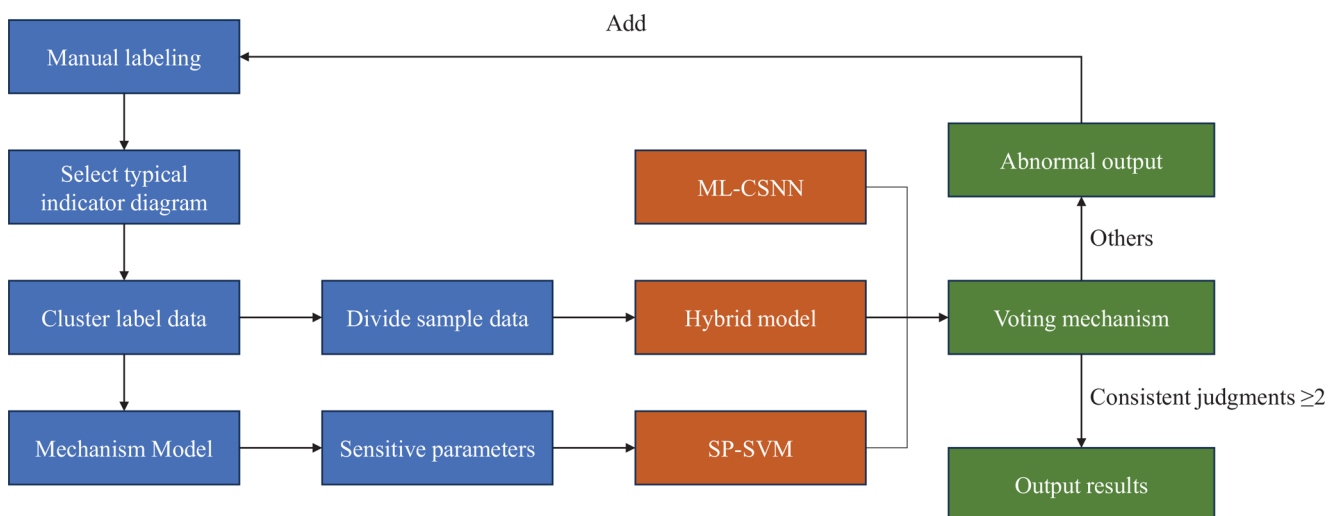 Add
Manual labeling
Select typical
indicator diagram
ML-CSNN
Abnormal output
Others
Cluster label data
Divide sample data
Hybrid model
Voting mechanism
Consistent judgments ≥2
Mechanism Model
Sensitive parameters
SP-SVM
Output results